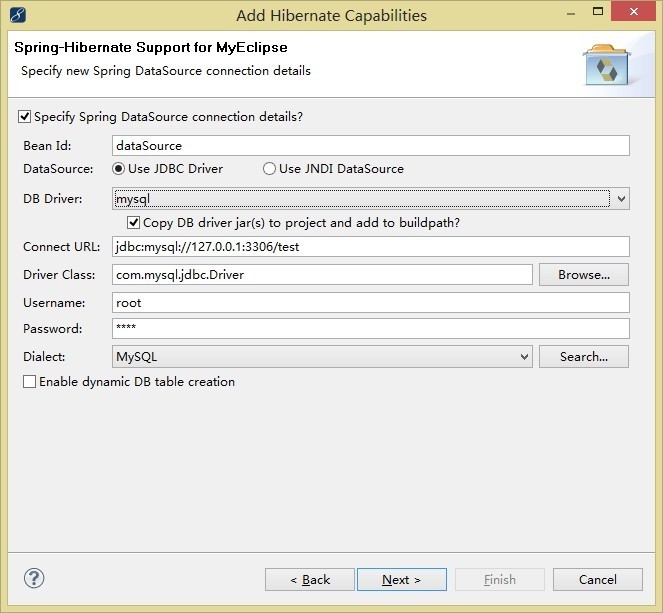 Add Hibernate Capabilities
Spring-Hibernate Support for MyEclipse
Specify new Spring DataSource connection details
Specify Spring DataSource connection details?
Bean Id: dataSource
DataSource: Use JDBC Driver Use JNDI DataSource
DB Driver: mysql
Copy DB driver jar(s) to project and add to buildpath?
Connect URL: jdbc:mysql://127.0.0.1:3306/test
Driver Class: com.mysql.jdbc.Driver Browse...
Username: root
Password: ****
Dialect: MySQL Search...
Enable dynamic DB table creation
? < Back Next > Finish Cancel